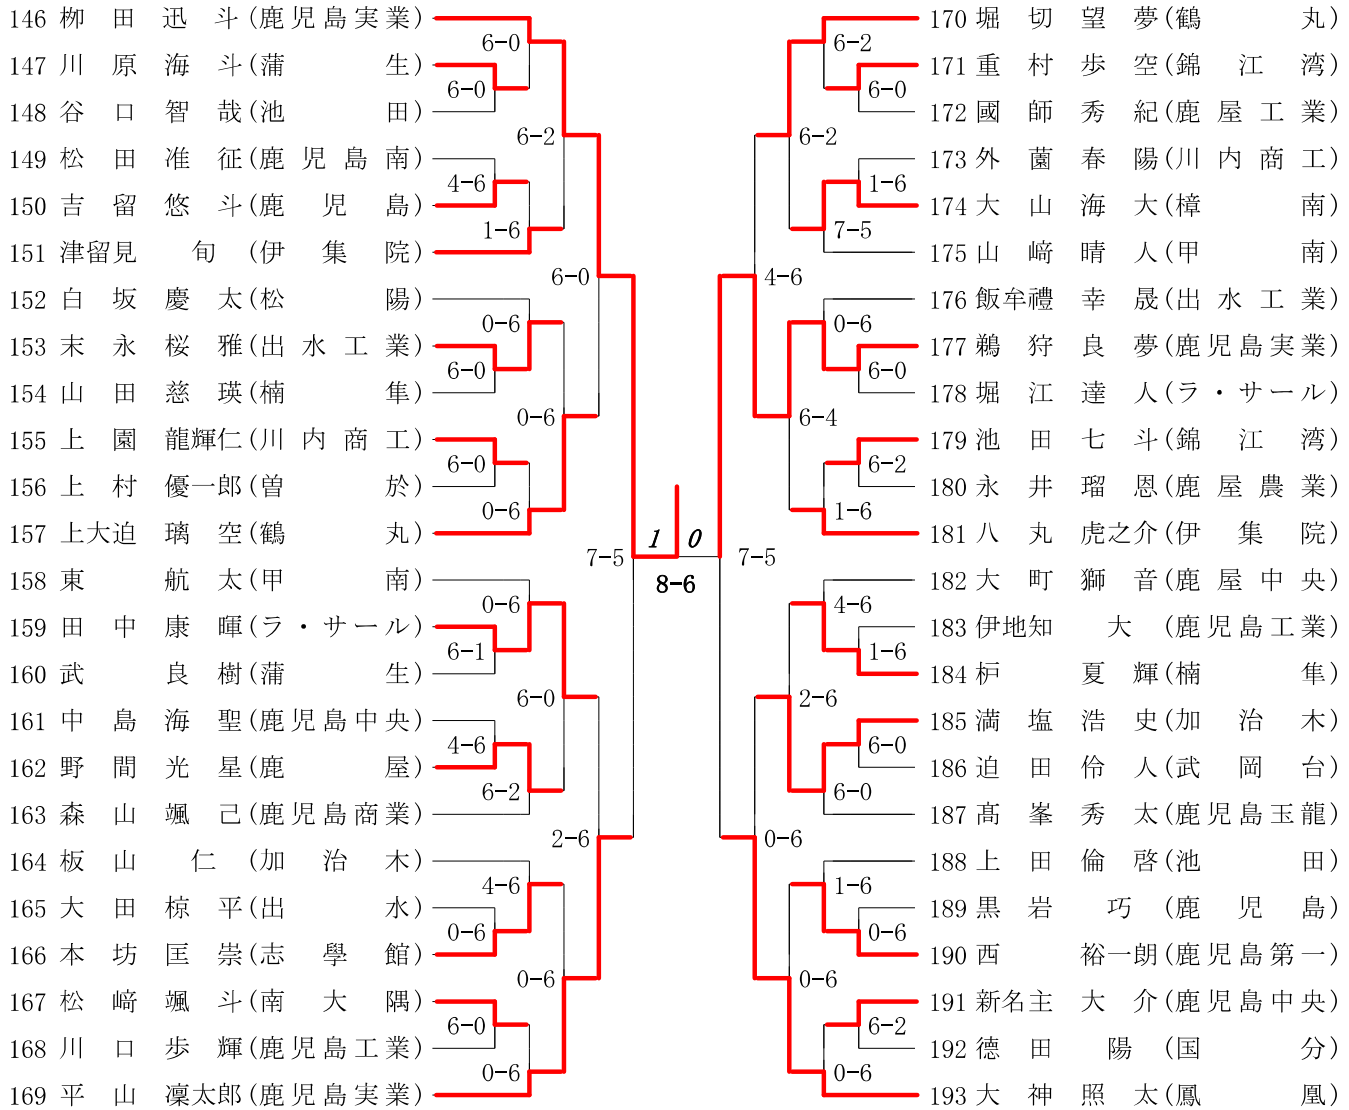 146 栁田迅斗(鹿児島実業)
147 川原海斗(蒲生)
148 谷口智哉(池田)
149 松田准征(鹿児島南)
150 吉留悠斗(鹿児島)
151 津留見旬(伊集院)
152 白坂慶太(松陽)
153 末永桜雅(出水工業)
154 山田慈瑛(楠隼)
155 上園龍輝仁(川内商工)
156 上村優一郎(曽於)
157 上大迫璃空(鶴丸)
158 東航太(甲南)
159 田中康暉(ラ・サール)
160 武良樹(蒲生)
161 中島海聖(鹿児島中央)
162 野間光星(鹿屋)
163 森山颯己(鹿児島商業)
164 板山仁(加治木)
165 大田椋平(出水)
166 本坊匡崇(志學館)
167 松﨑颯斗(南大隅)
168 川口歩輝(鹿児島工業)
169 平山凜太郎(鹿児島実業)
6-0
6-0
6-2
4-6
1-6
6-0
0-6
6-0
0-6
6-0
0-6
7-5
0-6
6-1
6-0
4-6
6-2
2-6
4-6
0-6
0-6
6-0
0-6
1 0
8-6
170 堀切望夢(鶴丸)
171 重村歩空(錦江湾)
172 國師秀紀(鹿屋工業)
173 外薗春陽(川内商工)
174 大山海大(樟南)
175 山﨑晴人(甲南)
176 飯牟禮幸晟(出水工業)
177 鵜狩良夢(鹿児島実業)
178 堀江達人(ラ・サール)
179 池田七斗(錦江湾)
180 永井瑠恩(鹿屋農業)
181 八丸虎之介(伊集院)
182 大町獅音(鹿屋中央)
183 伊地知大(鹿児島工業)
184 枦夏輝(楠隼)
185 満塩浩史(加治木)
186 迫田伶人(武岡台)
187 髙峯秀太(鹿児島玉龍)
188 上田倫啓(池田)
189 黒岩巧(鹿児島)
190 西裕一朗(鹿児島第一)
191 新名主大介(鹿児島中央)
192 德田陽(国分)
193 大神照太(鳳凰)
6-2
6-0
6-2
1-6
7-5
4-6
0-6
6-0
6-4
6-2
1-6
7-5
4-6
1-6
2-6
6-0
6-0
0-6
1-6
0-6
0-6
6-2
0-6